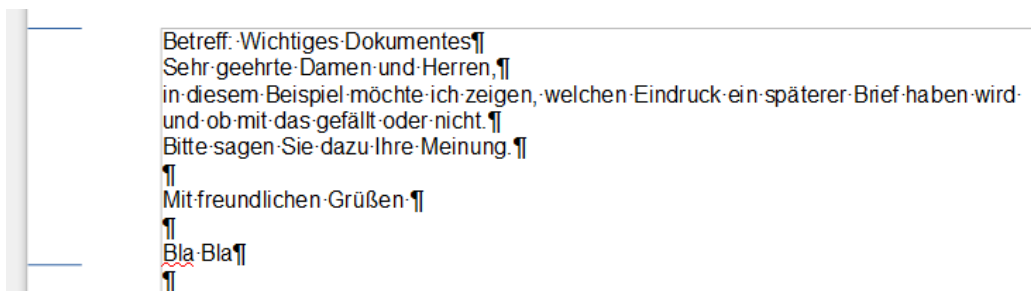 Betreff:·Wichtiges·Dokumentes¶
Sehr·geehrte·Damen·und·Herren,¶
in·diesem·Beispiel·möchte·ich·zeigen,·welchen·Eindruck·ein·späterer·Brief·haben·wird·
und·ob·mit·das·gefällt·oder·nicht.¶
Bitte·sagen·Sie·dazu·Ihre·Meinung.¶
¶
Mit·freundlichen·Grüßen·¶
¶
Bla·Bla¶
¶